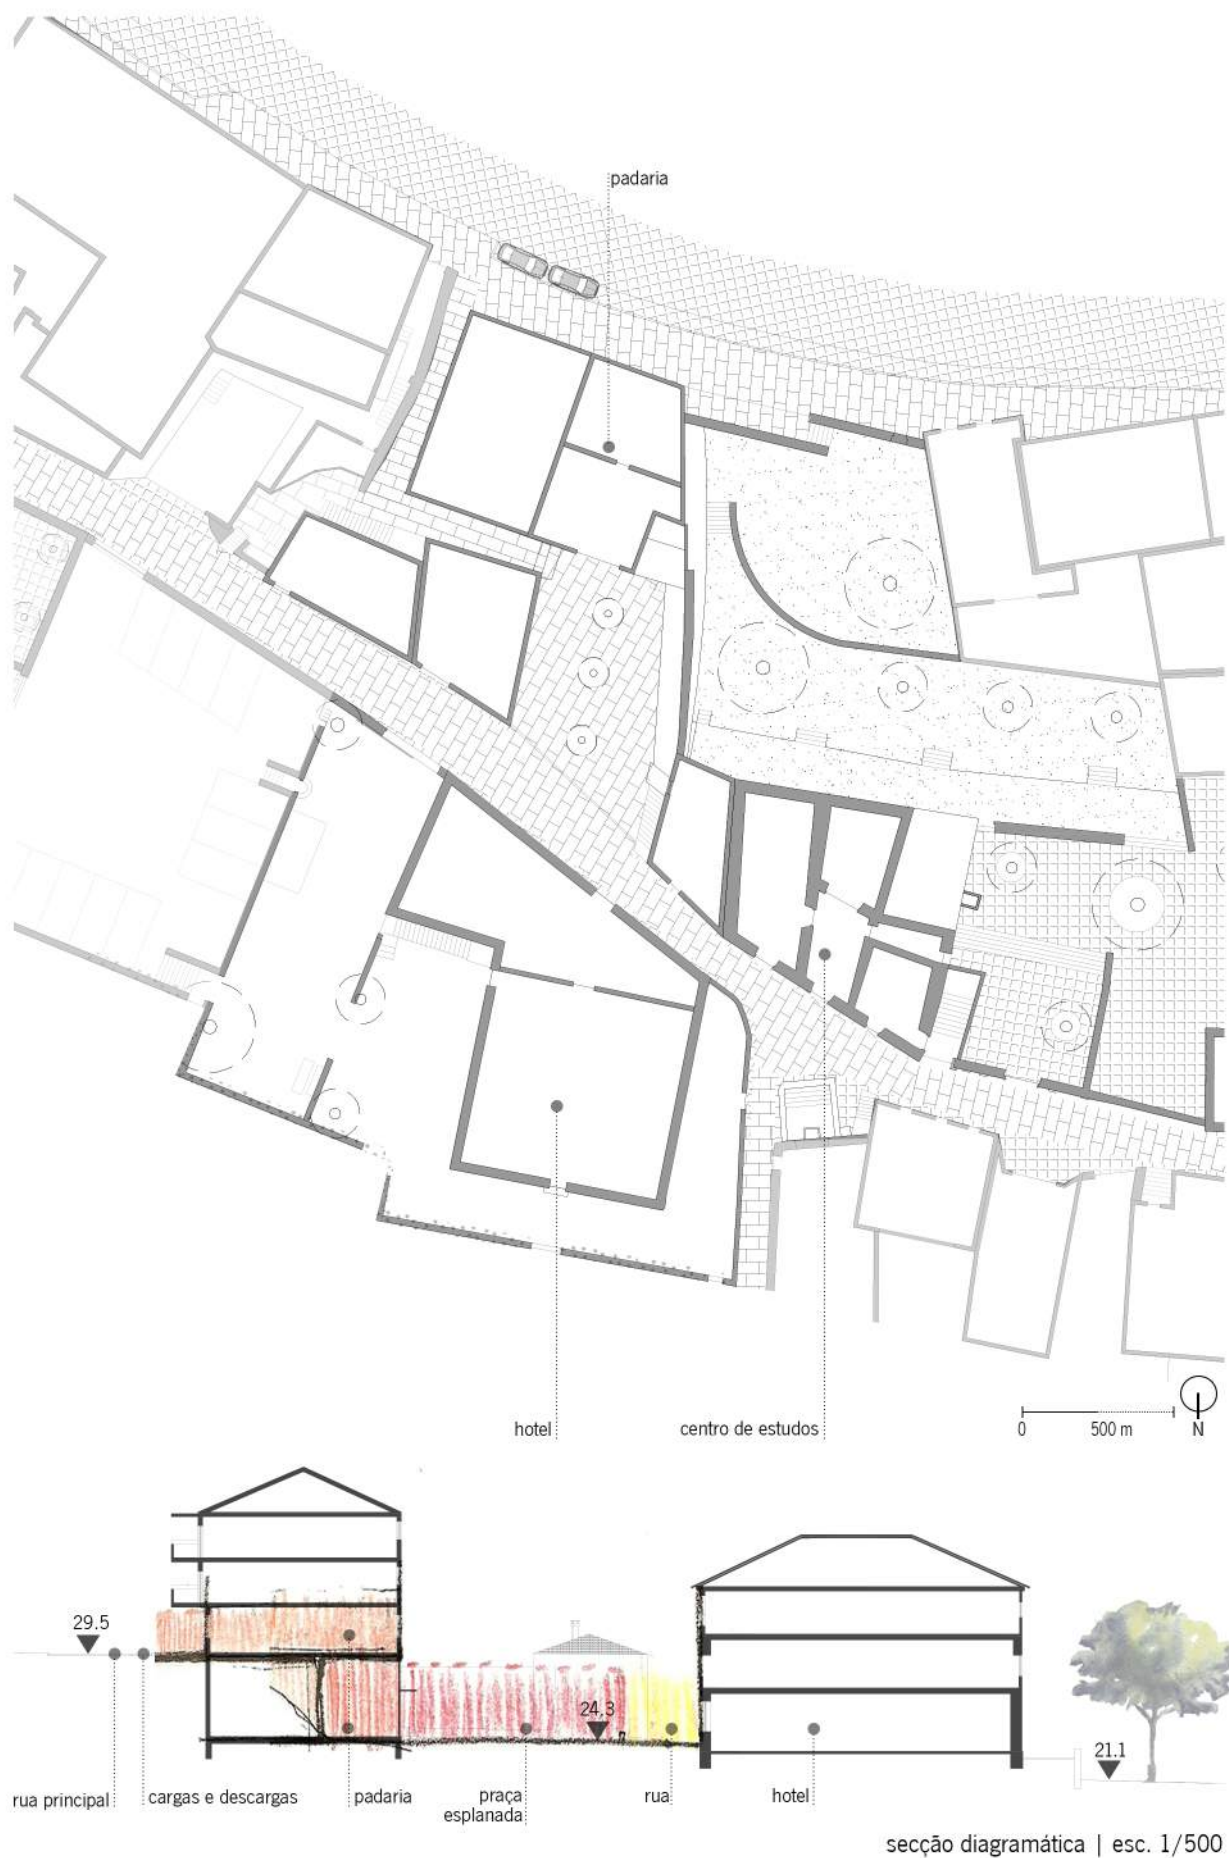 padaria
hotel
centro de estudos
0 500 m N
29.5
24,3
21.1
rua principal
cargas e descargas
padaria
praça
esplanada
rua
hotel
secção diagramática | esc. 1/500